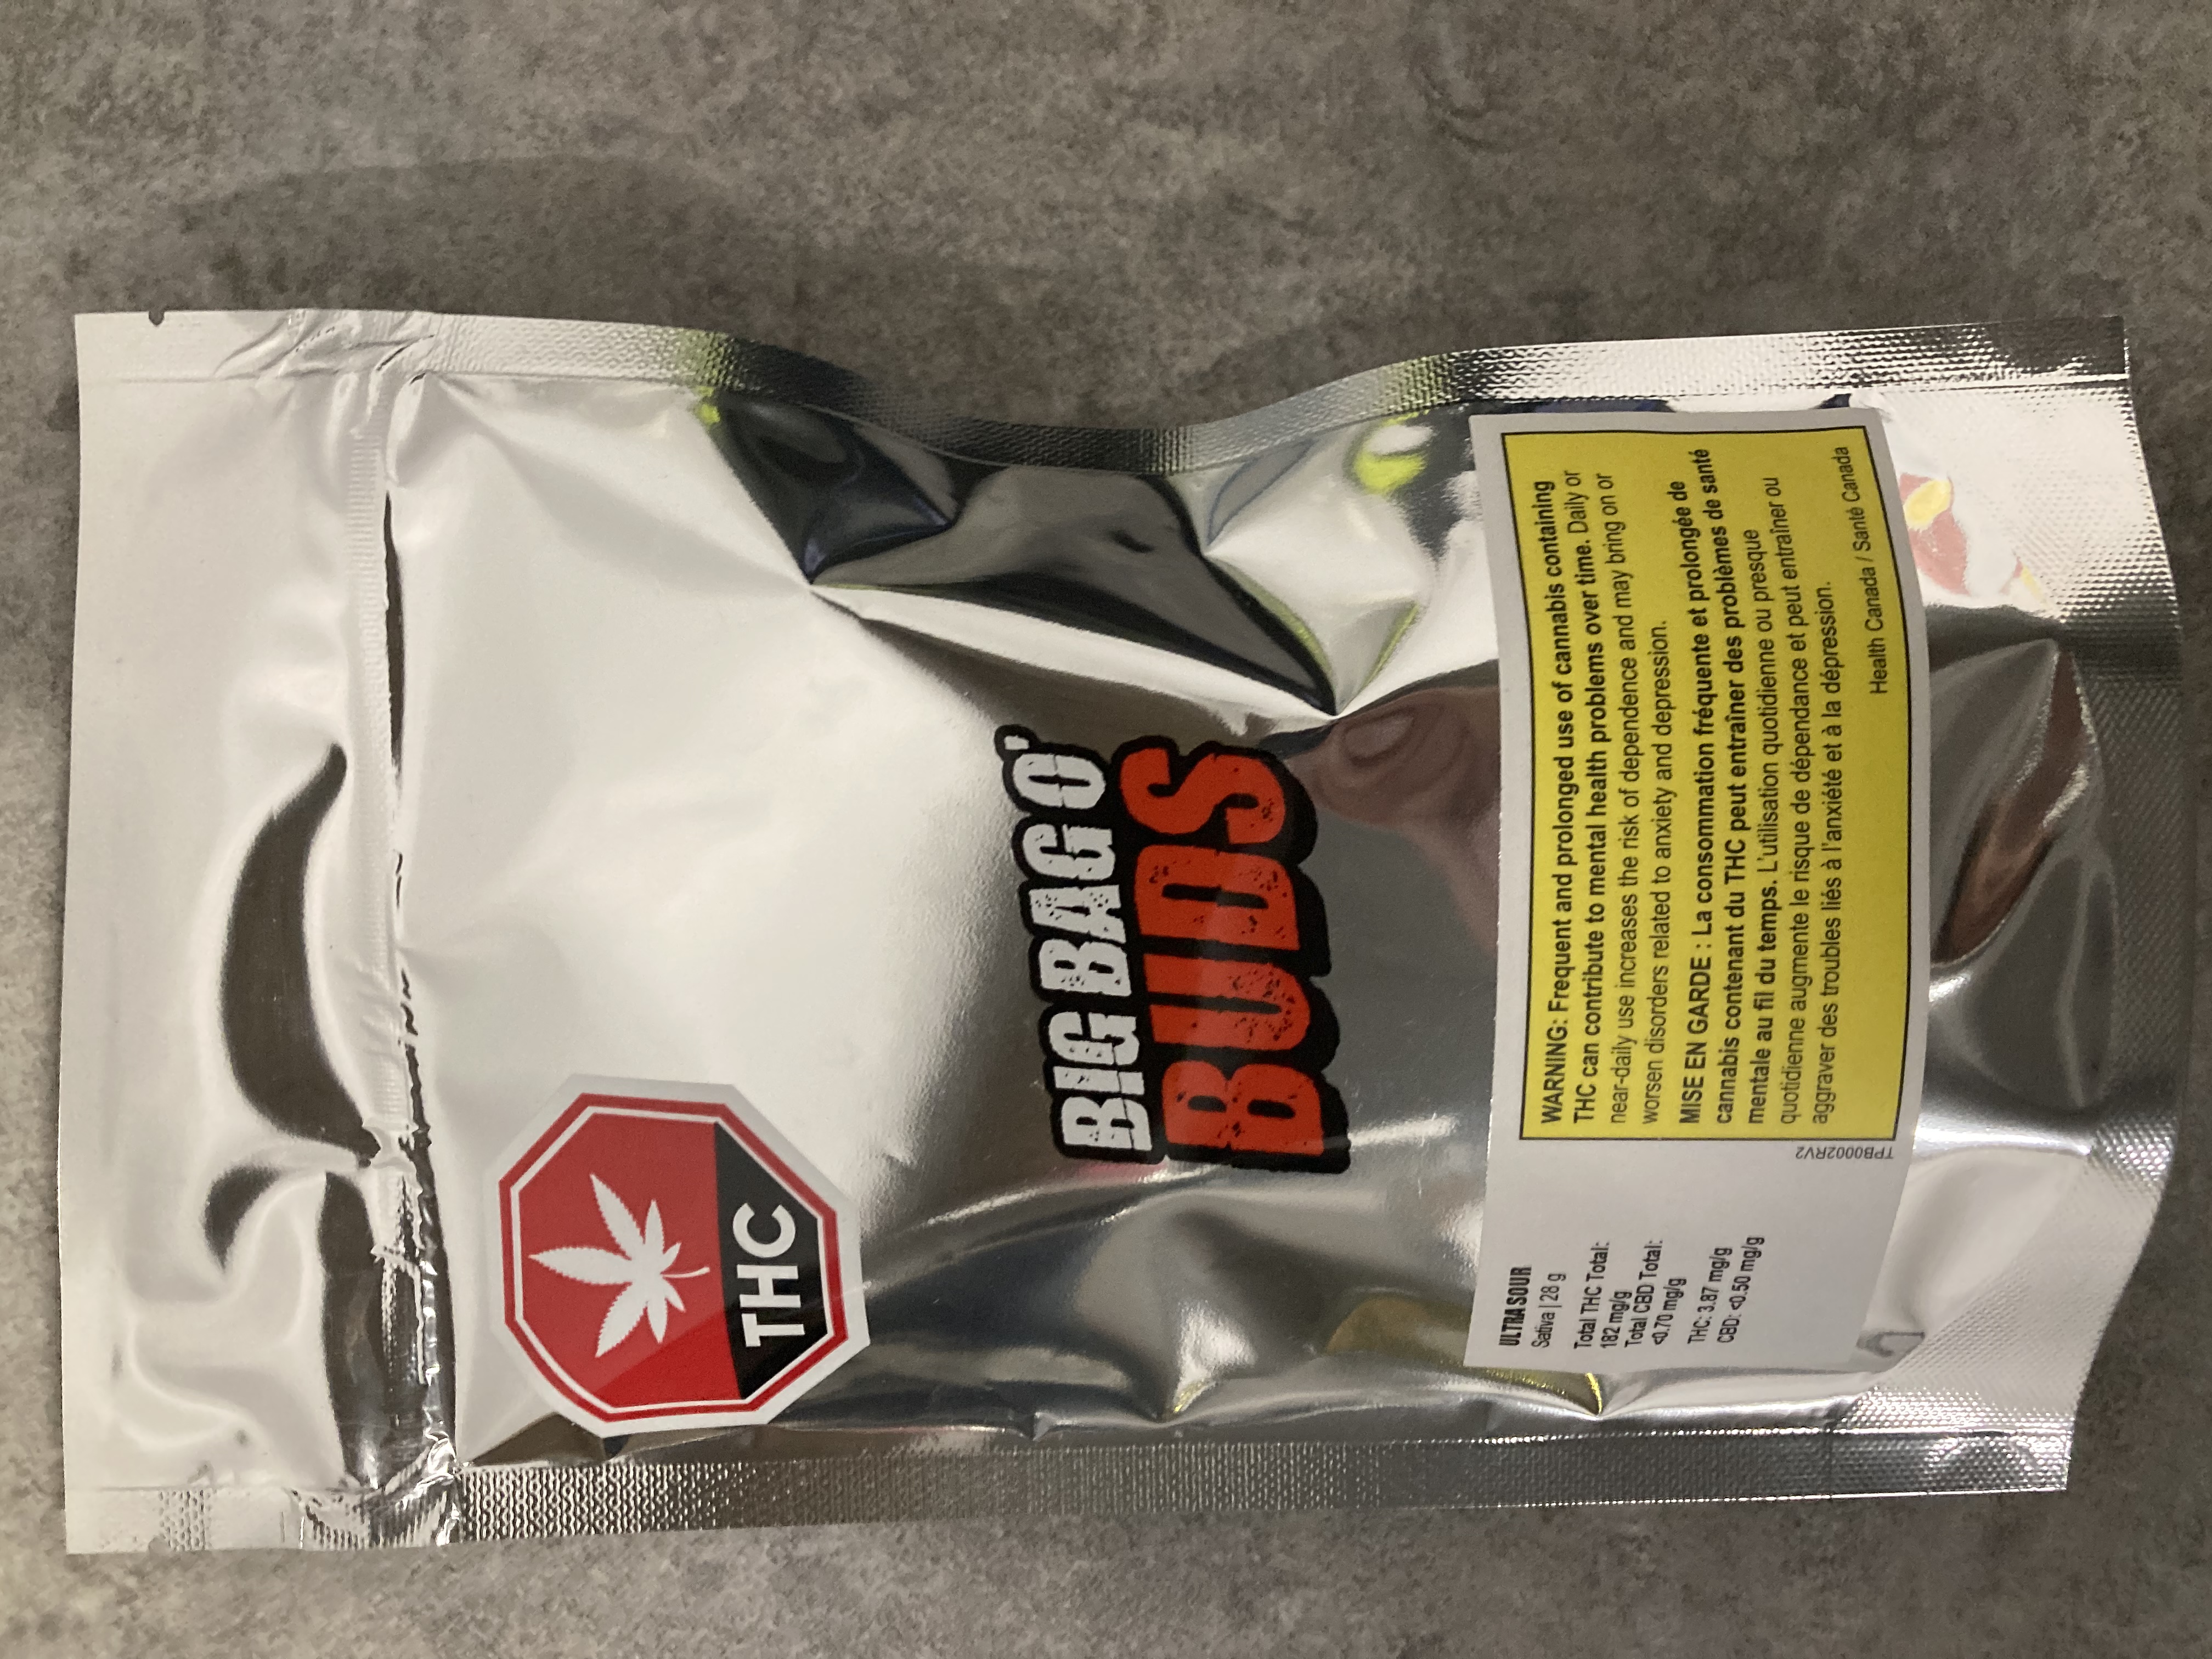 THC
BIG BAG O'
BUDS
ULTRA SOUR
Sativa | 28 g
Total THC Total:
182 mg/g
Total CBD Total:
<0.70 mg/g
THC: 3.87 mg/g
CBD: <0.50 mg/g
TPB0002RV2
WARNING: Frequent and prolonged use of cannabis containing
THC can contribute to mental health problems over time. Daily or
near-daily use increases the risk of dependence and may bring on or
worsen disorders related to anxiety and depression.
MISE EN GARDE : La consommation fréquente et prolongée de
cannabis contenant du THC peut entraîner des problèmes de santé
mentale au fil du temps. L'utilisation quotidienne ou presque
quotidienne augmente le risque de dépendance et peut entraîner ou
aggraver des troubles liés à l'anxiété et à la dépression.
Health Canada / Santé Canada